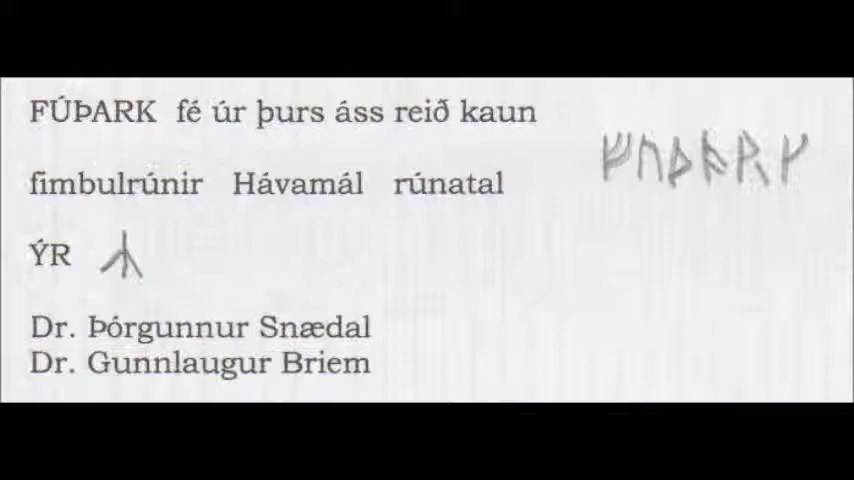 FÚÞARK fé úr þurs áss reið kaun
ᚠᚢᚦᚬᚱᚴ
fimbulrúnir Hávamál rúnatal
ÝR ᛦ
Dr. Þórgunnur Snædal
Dr. Gunnlaugur Briem